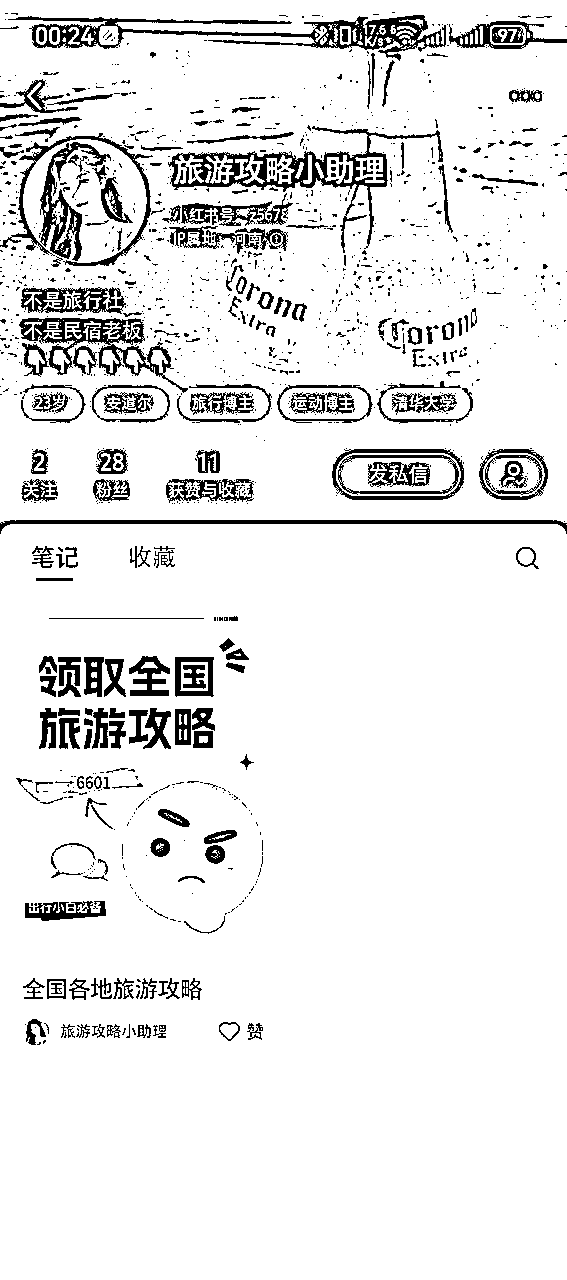 00:24
97
旅游攻略小助理
小红书号：
IP属地：河南
Corona
Extra
Corona
Extra
不是旅行社
不是民宿老板
23岁
安道尔
旅行博主
运动博主
清华大学
2
28
11
关注
粉丝
获赞与收藏
发私信
笔记
收藏
领取全国
旅游攻略
6601
出行小白必备
全国各地旅游攻略
旅游攻略小助理
赞